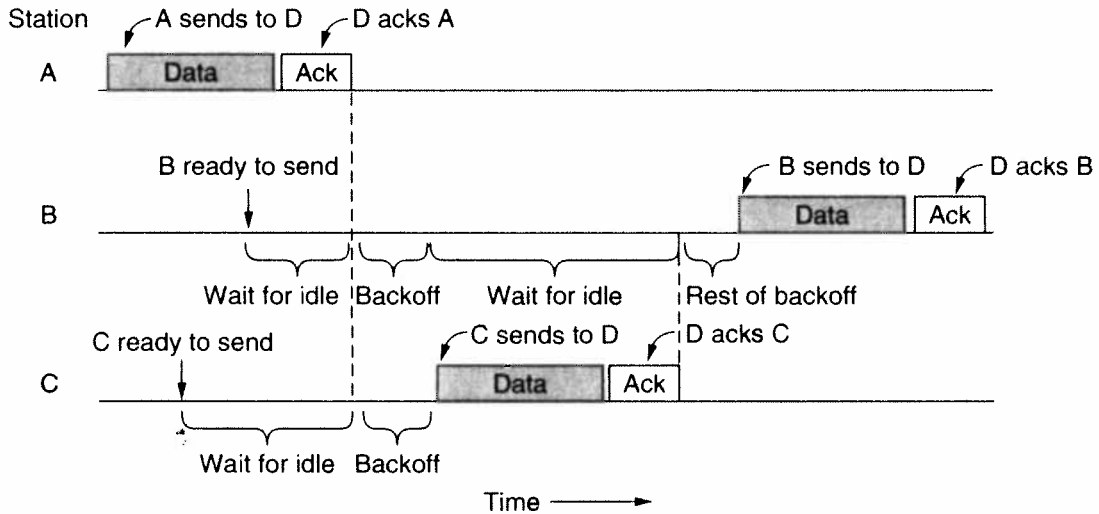 Station
A sends to D
D acks A
A
Data
Ack
B ready to send
B sends to D
D acks B
B
Data
Ack
Wait for idle
Backoff
Wait for idle
Rest of backoff
C ready to send
C sends to D
D acks C
C
Data
Ack
Wait for idle
Backoff
Time